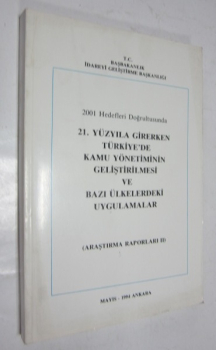 T.C.
BAŞBAKANLIK
İDAREYİ GELİŞTİRME BAŞKANLIĞI
2001 Hedefleri Doğrultusunda
21. YÜZYILA GİRERKEN
TÜRKİYE'DE
KAMU YÖNETİMİNİN
GELİŞTİRİLMESİ
VE
BAZI ÜLKELERDEKİ
UYGULAMALAR
(ARAŞTIRMA RAPORLARI II)
MAYIS - 1994 ANKARA